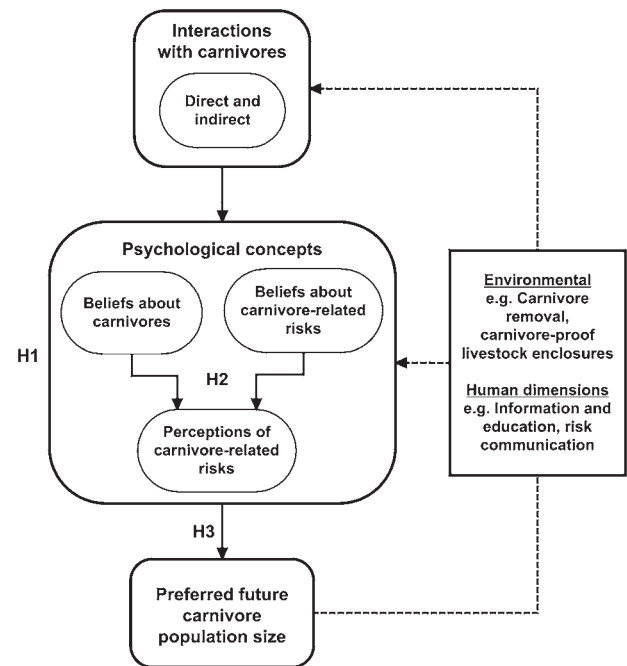 Interactions
with carnivores
Direct and
indirect
Psychological concepts
Beliefs about
carnivores
Beliefs about
carnivore-related
risks
H1
H2
Perceptions of
carnivore-related
risks
H3
Preferred future
carnivore
population size
Environmental
e.g. Carnivore
removal,
carnivore-proof
livestock enclosures
Human dimensions
e.g. Information and
education, risk
communication